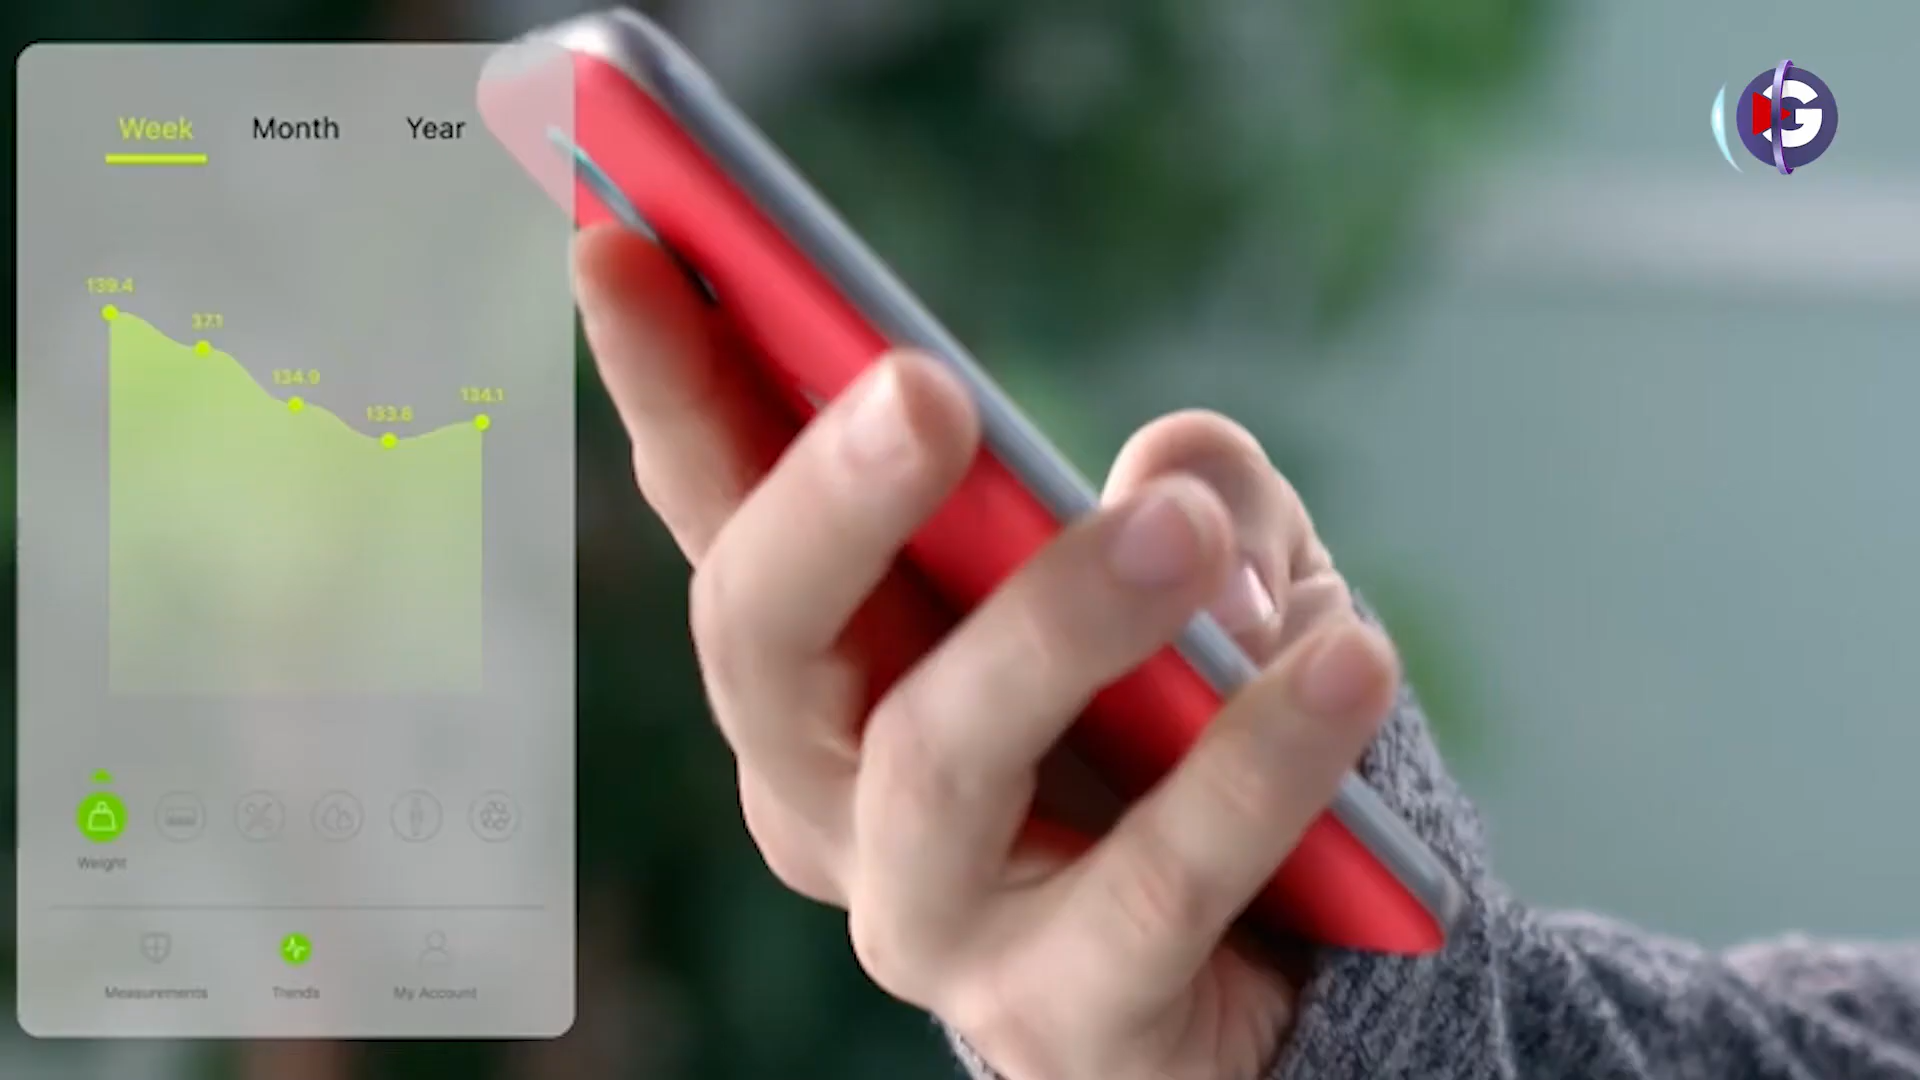 Week Month Year
139.4
37.1
134.9
133.8
134.1
Weight
Measurements Trends My Account
G